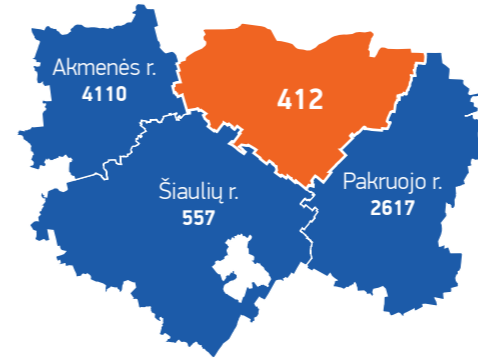 Akmenės r.
4110
412
Šiaulių r.
557
Pakruojo r.
2617